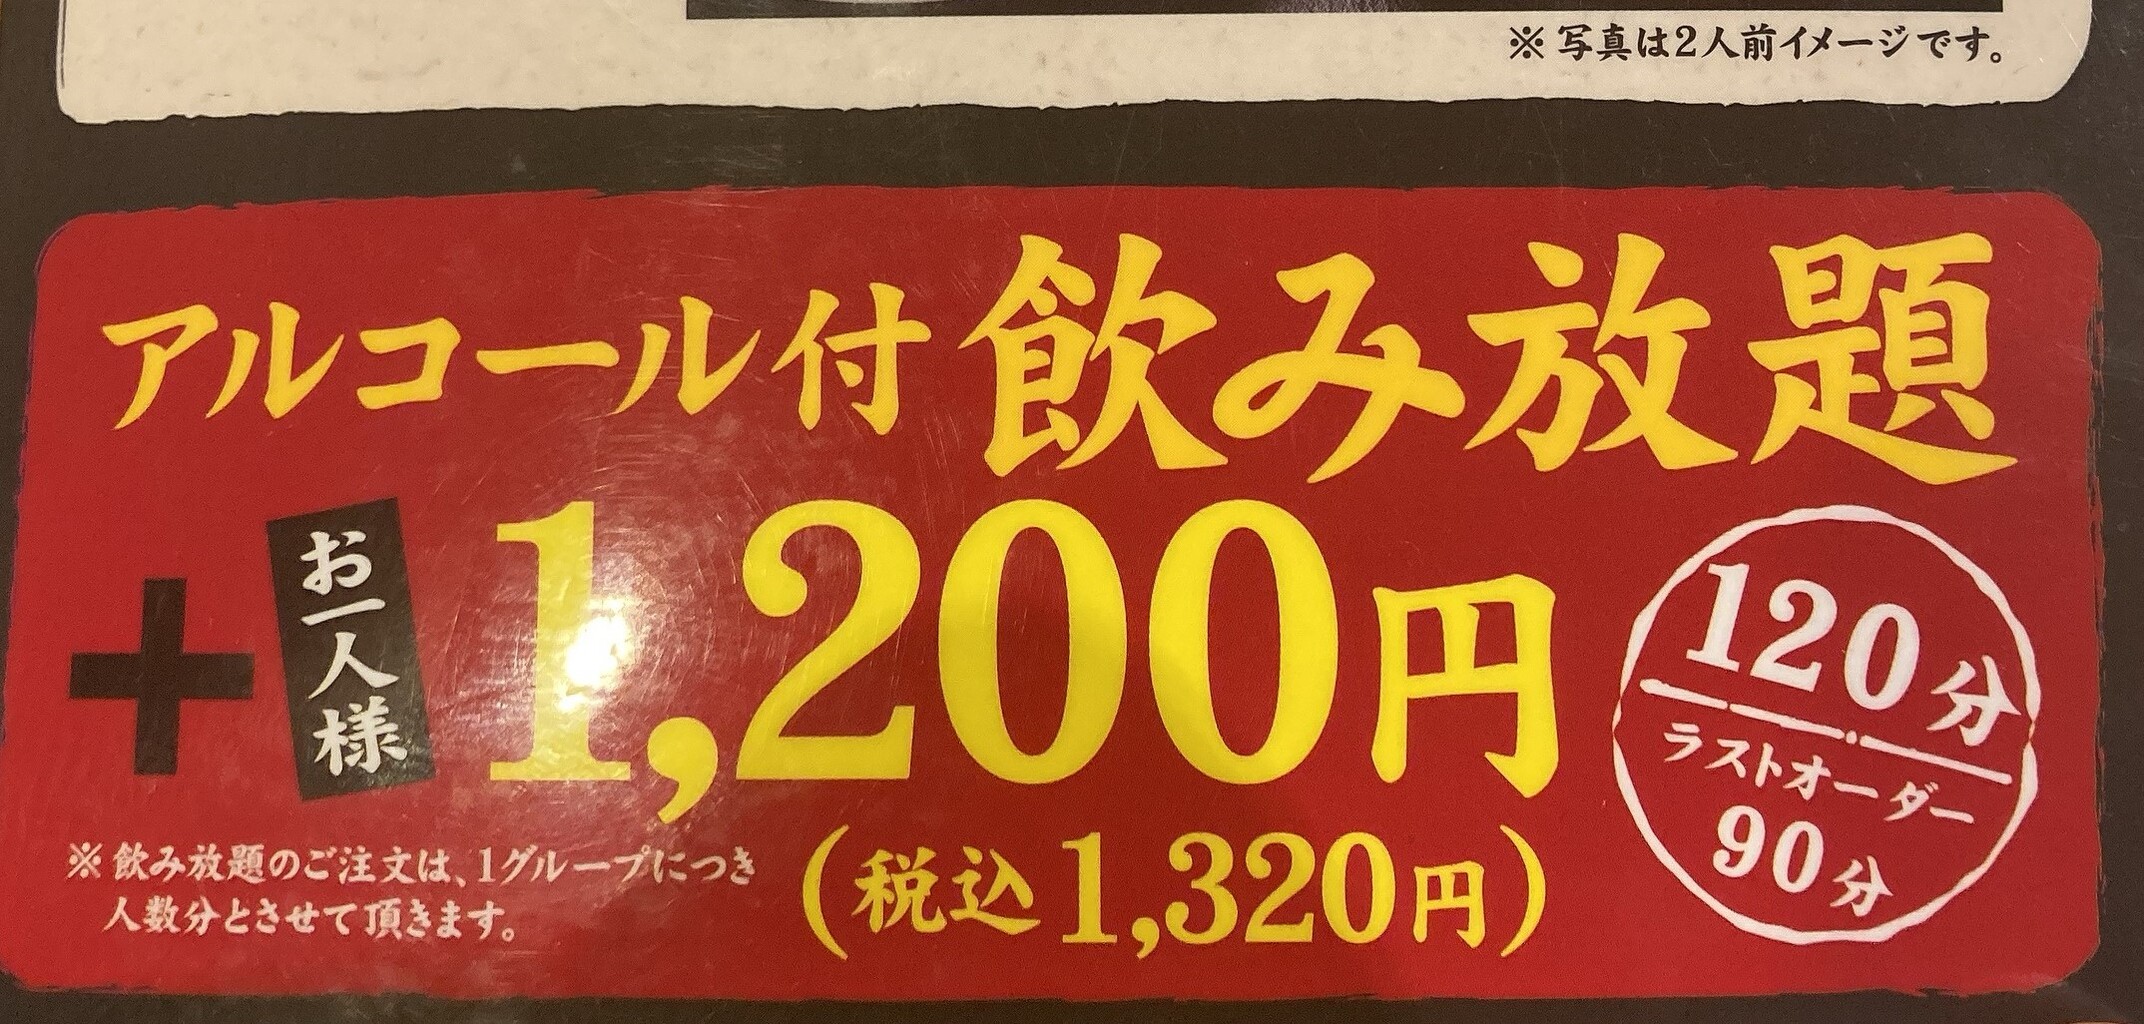 ※写真は2人前イメージです。
アルコール付飲み放題
+お一人様1,200円
(税込1,320円)
120分
ラストオーダー
90分
※飲み放題のご注文は、1グループにつき
人数分とさせて頂きます。